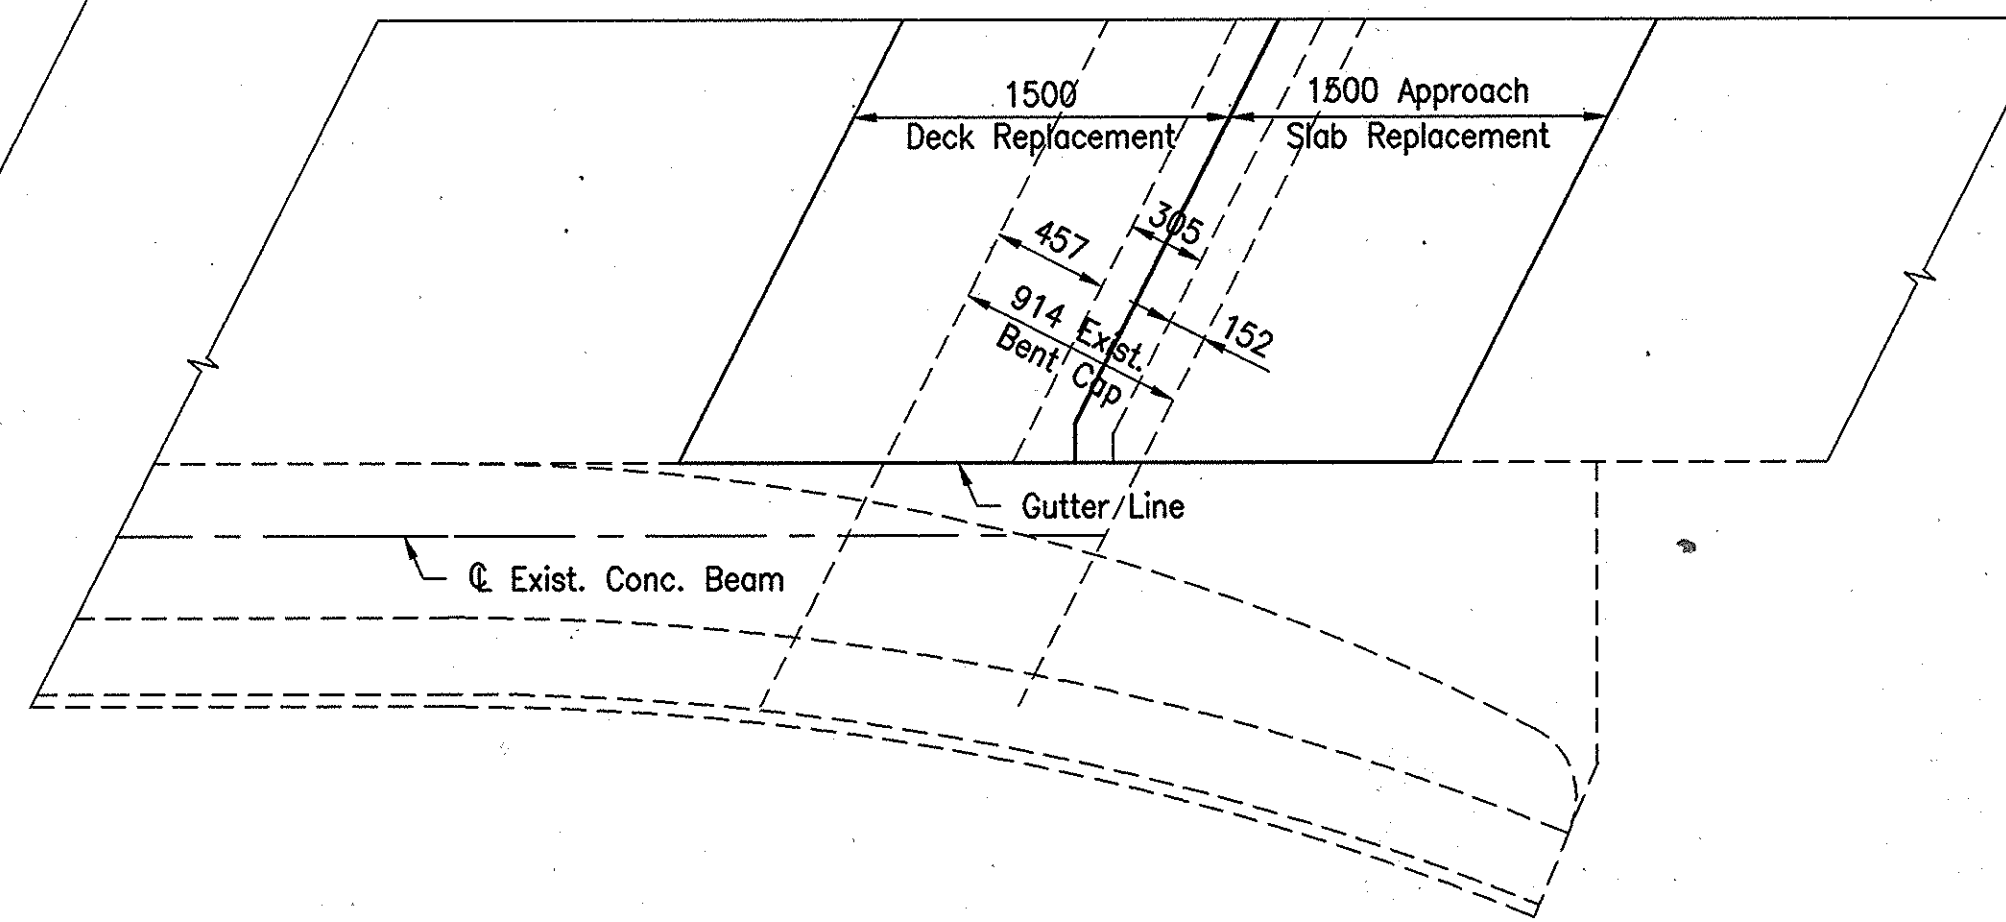 1500
Deck Replacement
1500 Approach
Slab Replacement
305
457
914 Exist.
Bent Cap
152
Gutter Line
℄ Exist. Conc. Beam